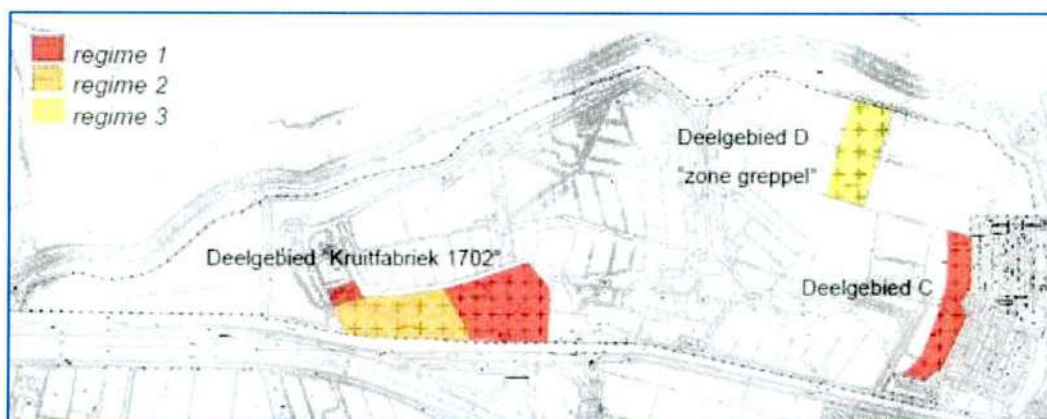 regime 1
regime 2
regime 3
Deelgebied D
"zone greppel"
Deelgebied "Kruitfabriek 1702"
Deelgebied C